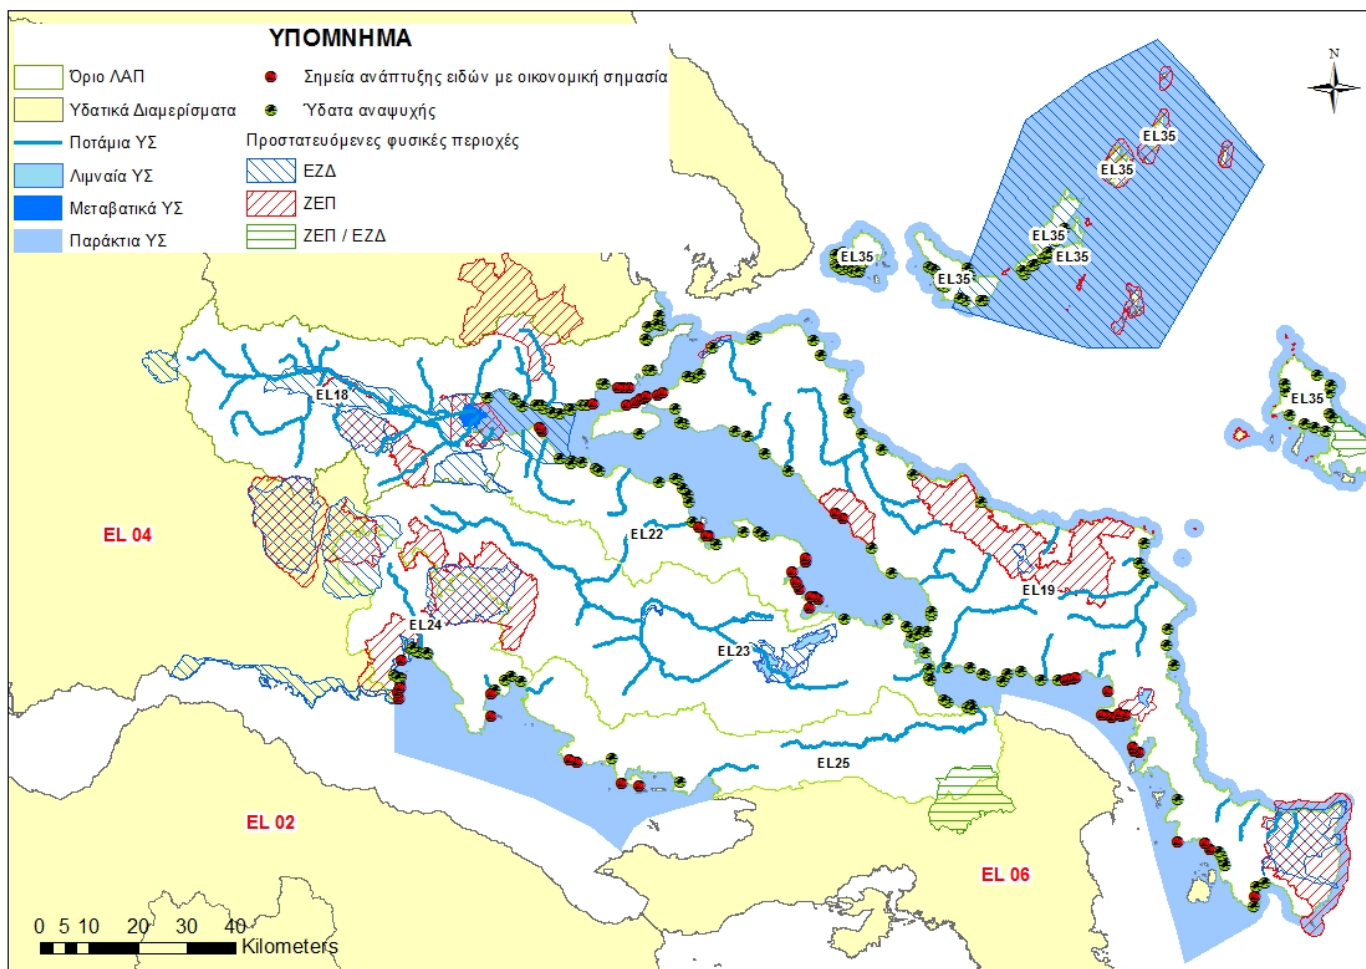 ΥΠΟΜΝΗΜΑ
Όριο ΛΑΠ
Υδατικά Διαμερίσματα
Ποτάμια ΥΣ
Λιμναία ΥΣ
Μεταβατικά ΥΣ
Παράκτια ΥΣ
Σημεία ανάπτυξης ειδών με οικονομική σημασία
Ύδατα αναψυχής
Προστατευόμενες φυσικές περιοχές
ΕΖΔ
ΖΕΠ
ΖΕΠ / ΕΖΔ
N
EL35
EL35
EL35
EL35
EL35
EL35
EL35
EL18
EL 04
EL22
EL19
EL24
EL23
EL25
EL 02
EL 06
0 5 10 20 30 40
Kilometers